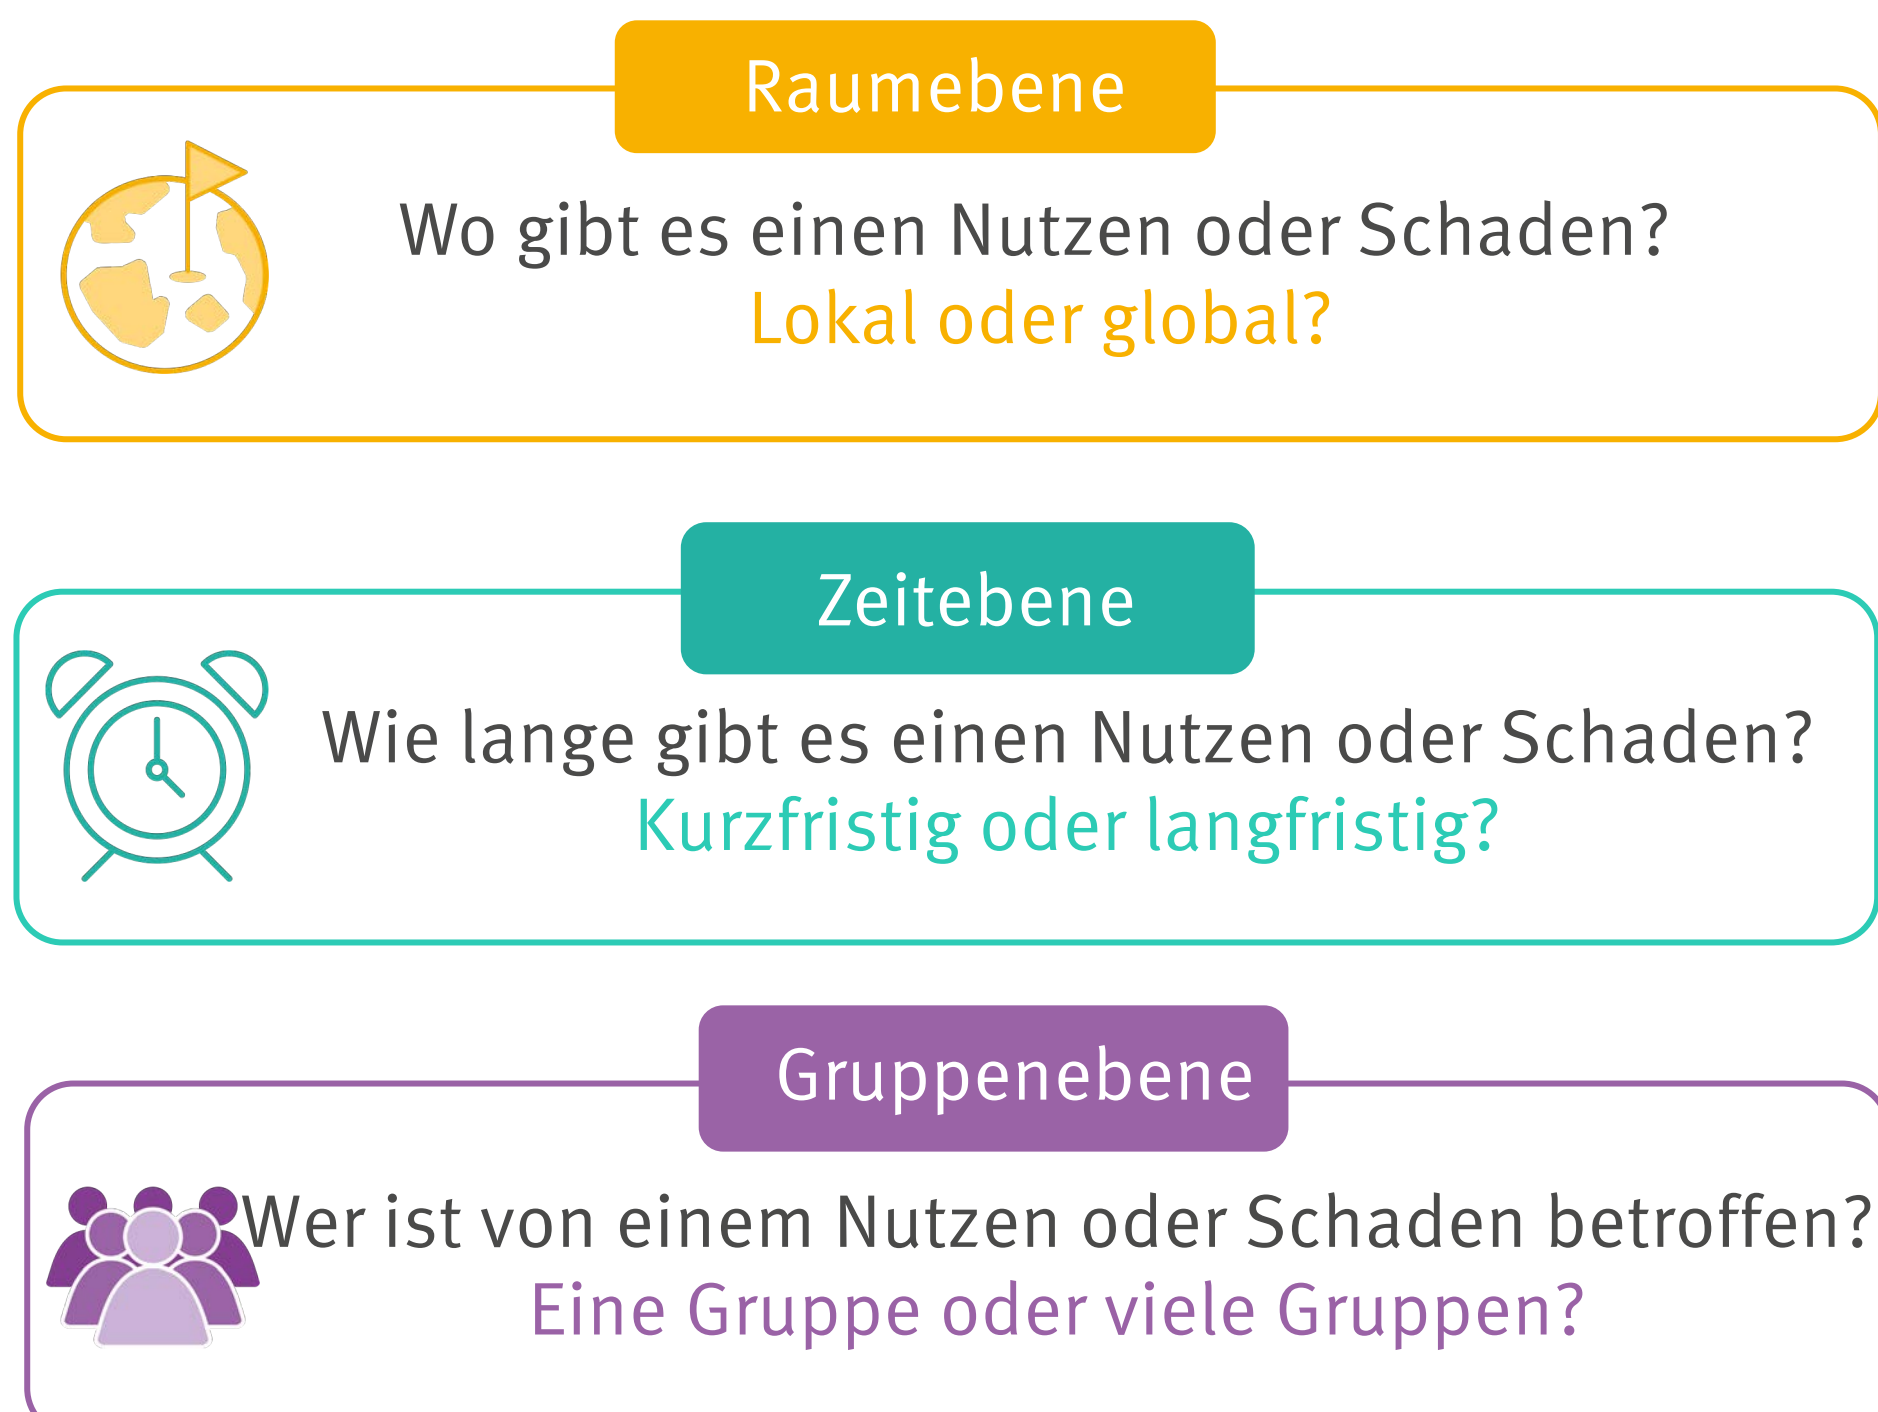 Raumebene
Wo gibt es einen Nutzen oder Schaden?
Lokal oder global?
Zeitebene
Wie lange gibt es einen Nutzen oder Schaden?
Kurzfristig oder langfristig?
Gruppenebene
Wer ist von einem Nutzen oder Schaden betroffen?
Eine Gruppe oder viele Gruppen?